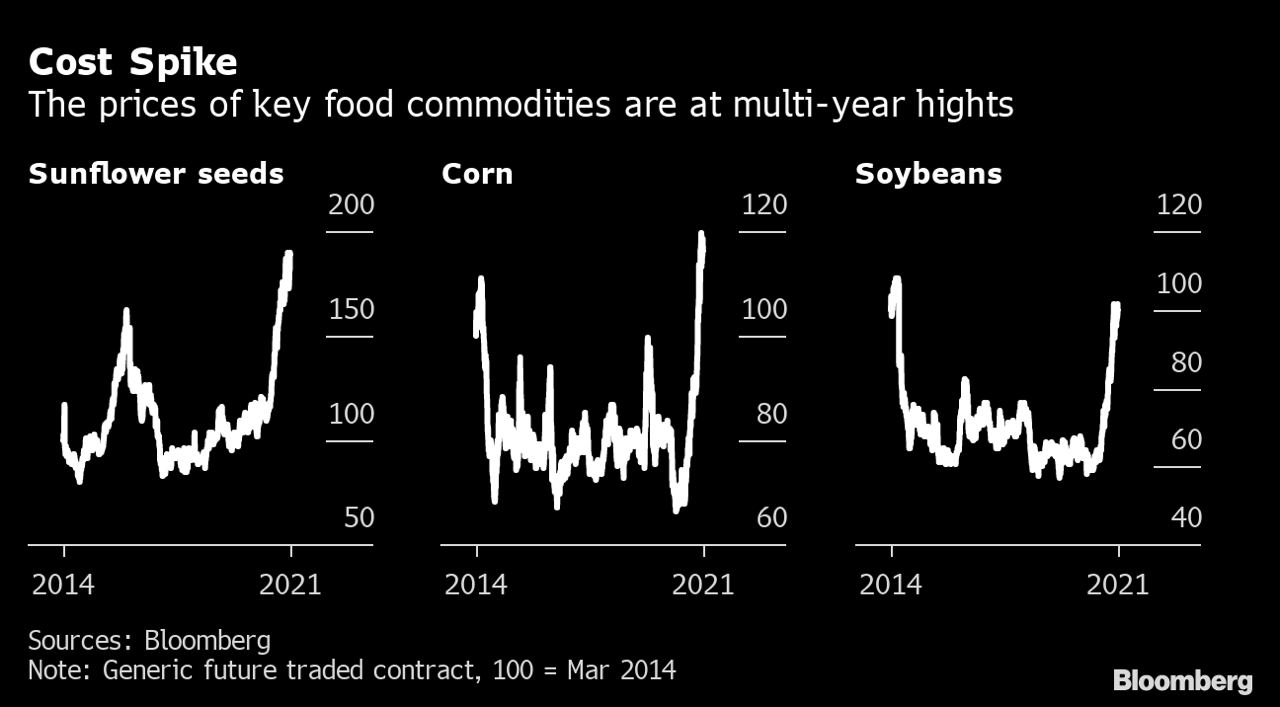 Cost Spike
The prices of key food commodities are at multi-year hights
Sunflower seeds
200
150
100
50
2014 2021
Corn
120
100
80
60
2014 2021
Soybeans
120
100
80
60
40
2014 2021
Sources: Bloomberg
Note: Generic future traded contract, 100 = Mar 2014
Bloomberg